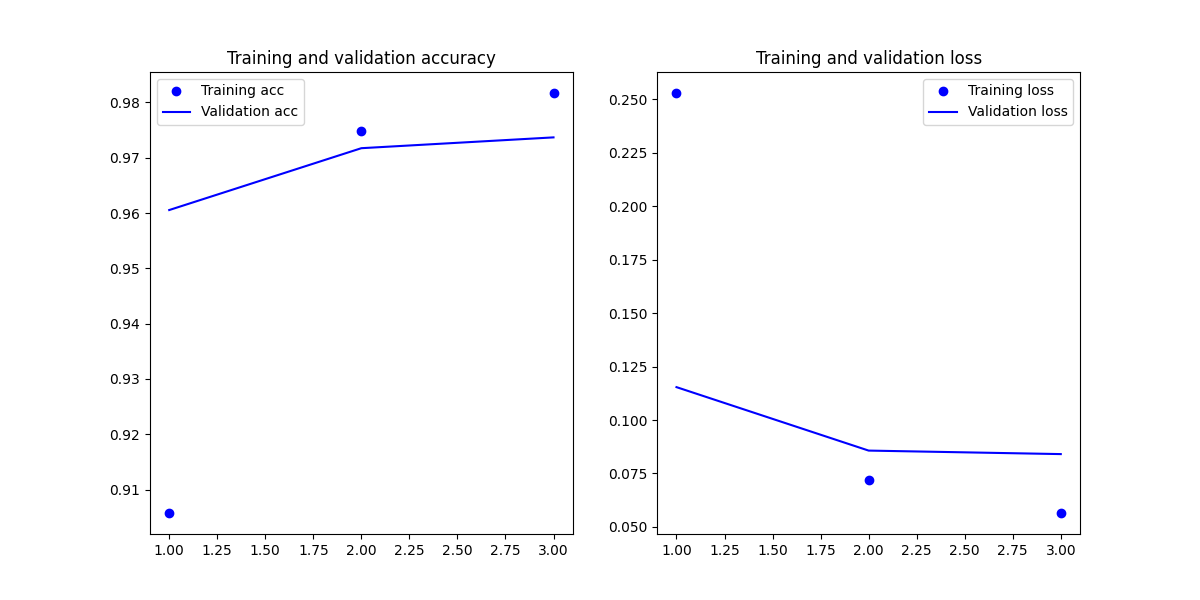 Training and validation accuracy
Training acc
Validation acc
0.98
0.97
0.96
0.95
0.94
0.93
0.92
0.91
1.00 1.25 1.50 1.75 2.00 2.25 2.50 2.75 3.00
Training and validation loss
Training loss
Validation loss
0.250
0.225
0.200
0.175
0.150
0.125
0.100
0.075
0.050
1.00 1.25 1.50 1.75 2.00 2.25 2.50 2.75 3.00